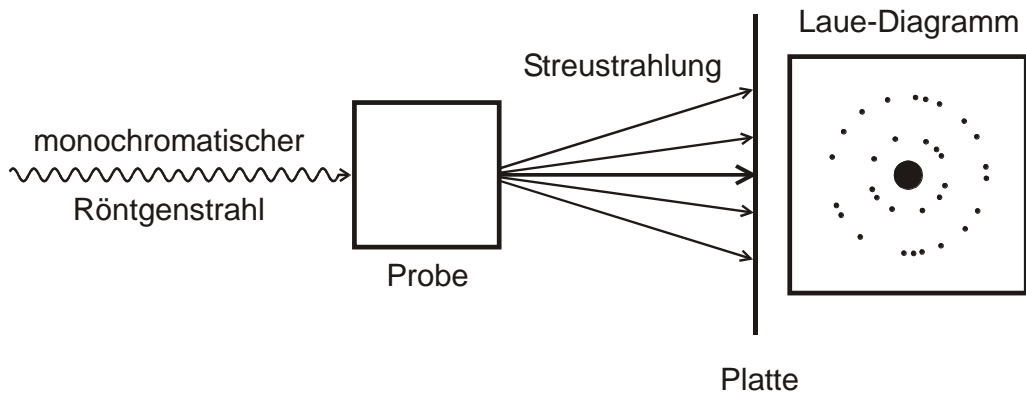 Laue-Diagramm
Streustrahlung
monochromatischer
Röntgenstrahl
Probe
Platte